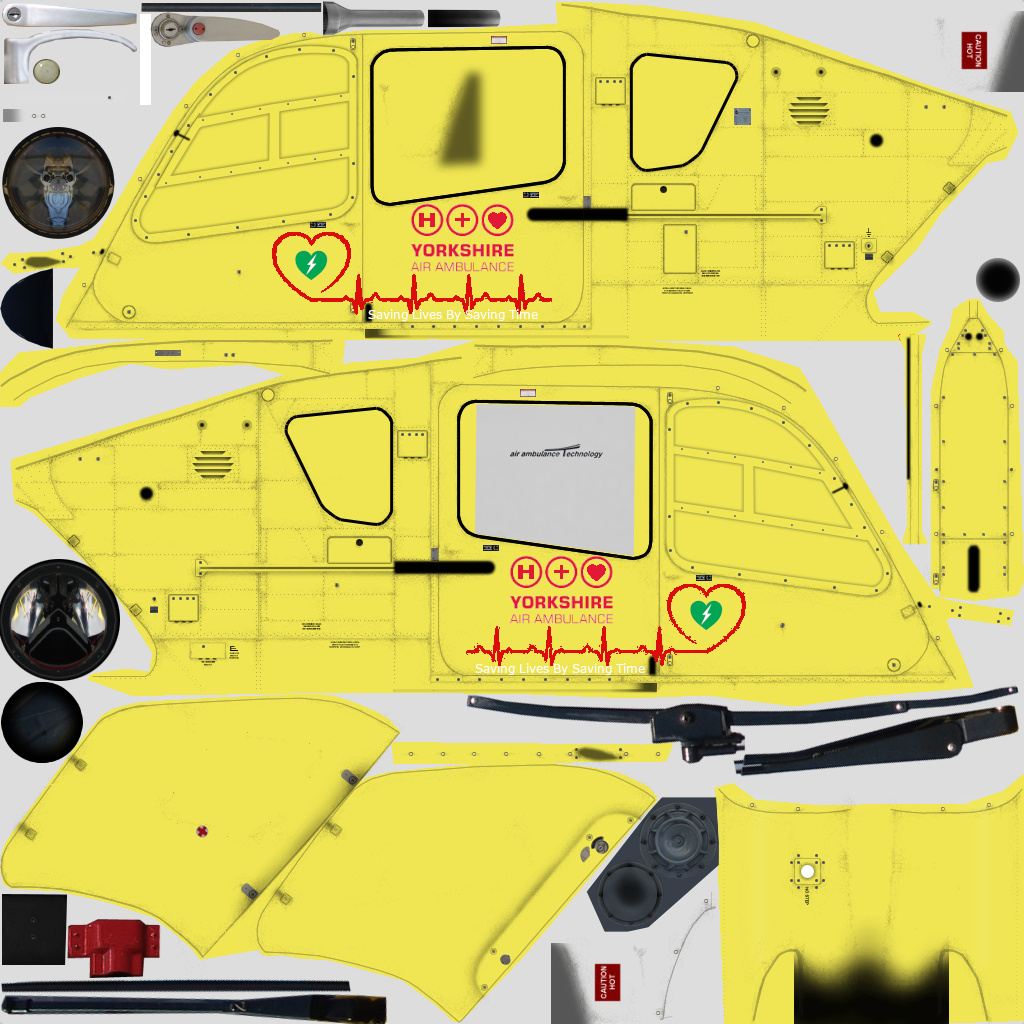 CAUTION
HOT
H
YORKSHIRE
AIR AMBULANCE
Saving Lives By Saving Time
air ambulance Technology
H
YORKSHIRE
AIR AMBULANCE
Saving Lives By Saving Time
NO STEP
CAUTION
HOT